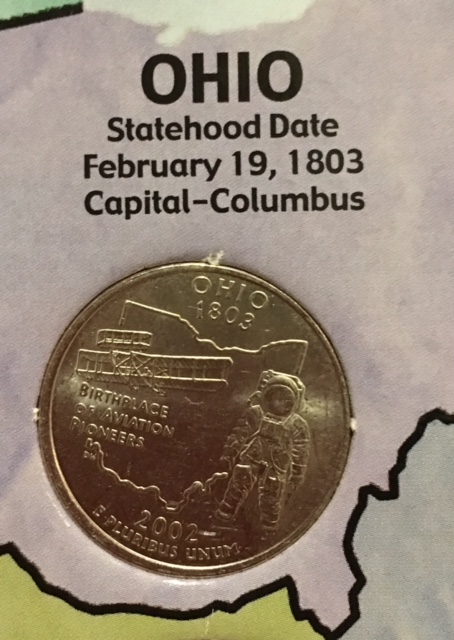 OHIO
Statehood Date
February 19, 1803
Capital-Columbus
OHIO
1803
BIRTHPLACE
OF AVIATION
PIONEERS
2002
E PLURIBUS UNUM